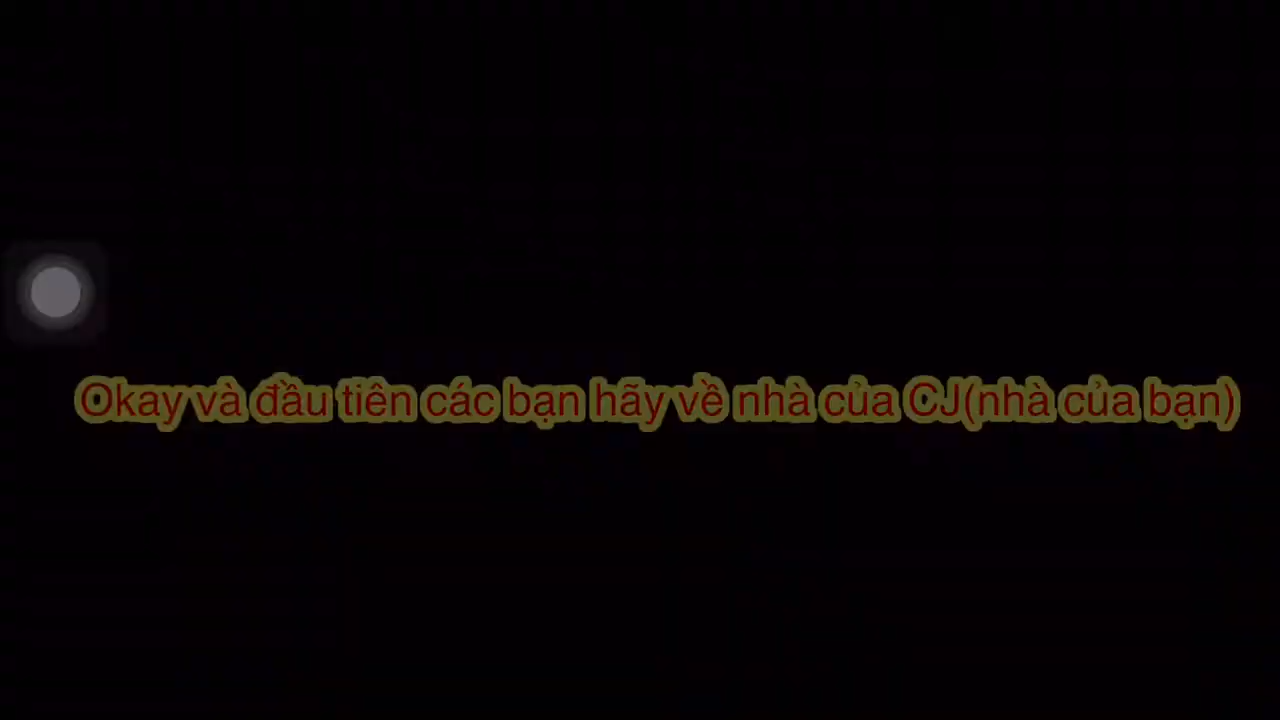 Okay và đầu tiên các bạn hãy về nhà của CJ(nhà của bạn)